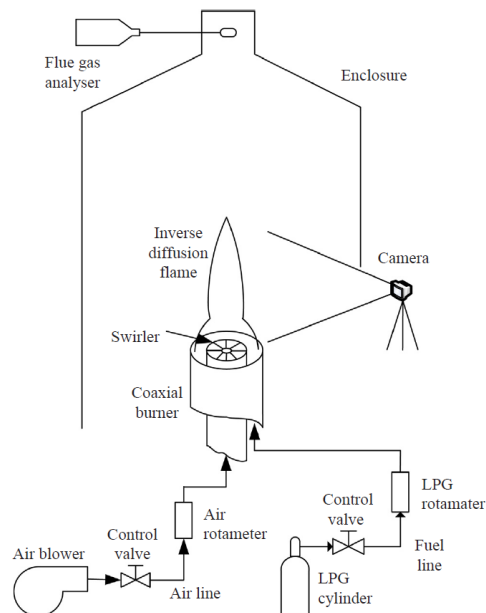 Flue gas
analyser
Enclosure
Inverse
diffusion
flame
Camera
Swirler
Coaxial
burner
LPG
rotamater
Control
valve
Air
rotameter
Control
valve
Fuel
line
Air blower
Air line
LPG
cylinder